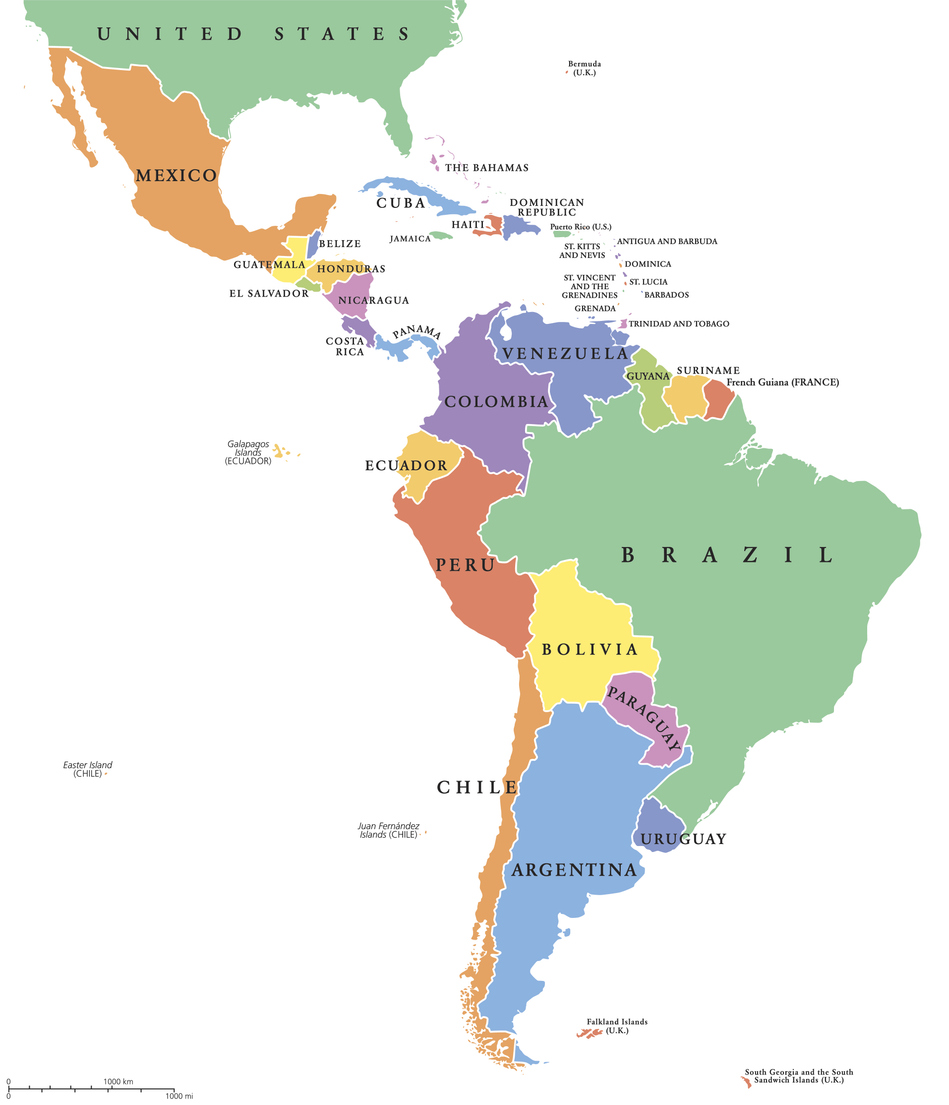 UNITED STATES
Bermuda
(U.K.)
THE BAHAMAS
MEXICO
CUBA
DOMINICAN
REPUBLIC
HAITI
Puerto Rico (U.S.)
JAMAICA
ANTIGUA AND BARBUDA
ST. KITTS
AND NEVIS
BELIZE
DOMINICA
GUATEMALA
HONDURAS
ST. VINCENT
AND THE
GRENADINES
ST. LUCIA
EL SALVADOR
BARBADOS
NICARAGUA
GRENADA
TRINIDAD AND TOBAGO
COSTA
RICA
PANAMA
VENEZUELA
GUYANA
SURINAME
French Guiana (FRANCE)
COLOMBIA
Galapagos
Islands
(ECUADOR)
ECUADOR
BRAZIL
PERU
BOLIVIA
PARAGUAY
Easter Island
(CHILE)
CHILE
Juan Fernández
Islands (CHILE)
URUGUAY
ARGENTINA
Falkland Islands
(U.K.)
South Georgia and the South
Sandwich Islands (U.K.)
0
1000 km
0
1000 mi